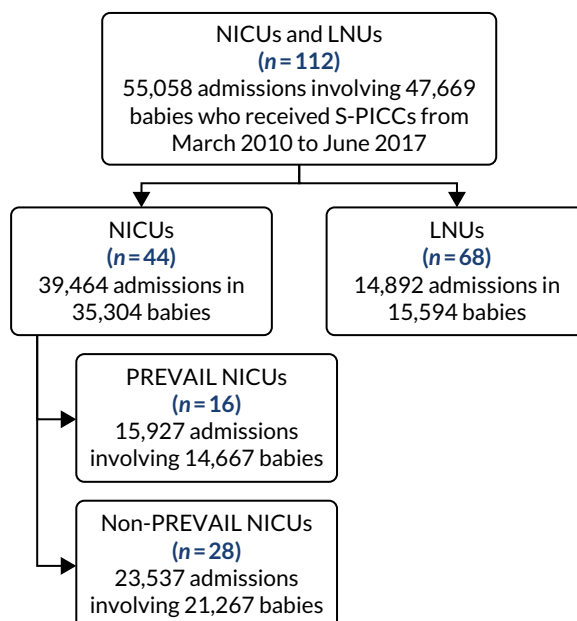 NICUs and LNUs
(n = 112)
55,058 admissions involving 47,669
babies who received S-PICCs from
March 2010 to June 2017
NICUs
(n = 44)
39,464 admissions in
35,304 babies
LNUs
(n = 68)
14,892 admissions in
15,594 babies
PREVAIL NICUs
(n = 16)
15,927 admissions
involving 14,667 babies
Non-PREVAIL NICUs
(n = 28)
23,537 admissions
involving 21,267 babies